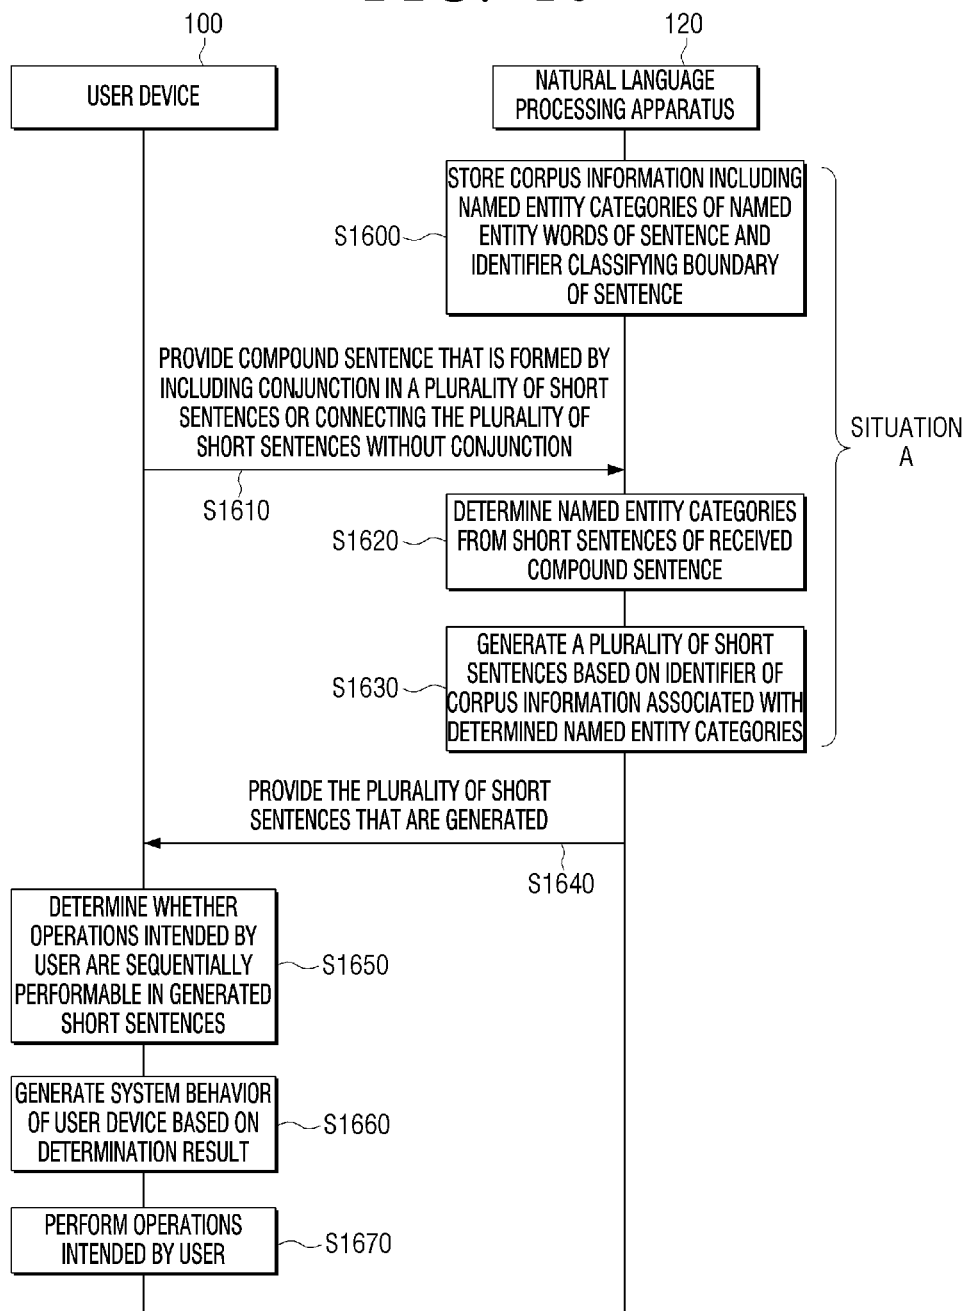 100
120
USER DEVICE
NATURAL LANGUAGE
PROCESSING APPARATUS
STORE CORPUS INFORMATION INCLUDING
NAMED ENTITY CATEGORIES OF NAMED
ENTITY WORDS OF SENTENCE AND
IDENTIFIER CLASSIFYING BOUNDARY
OF SENTENCE
S1600
PROVIDE COMPOUND SENTENCE THAT IS FORMED BY
INCLUDING CONJUNCTION IN A PLURALITY OF SHORT
SENTENCES OR CONNECTING THE PLURALITY OF
SHORT SENTENCES WITHOUT CONJUNCTION
S1610
SITUATION
A
DETERMINE NAMED ENTITY CATEGORIES
FROM SHORT SENTENCES OF RECEIVED
COMPOUND SENTENCE
S1620
GENERATE A PLURALITY OF SHORT
SENTENCES BASED ON IDENTIFIER OF
CORPUS INFORMATION ASSOCIATED WITH
DETERMINED NAMED ENTITY CATEGORIES
S1630
PROVIDE THE PLURALITY OF SHORT
SENTENCES THAT ARE GENERATED
S1640
DETERMINE WHETHER
OPERATIONS INTENDED BY
USER ARE SEQUENTIALLY
PERFORMABLE IN GENERATED
SHORT SENTENCES
S1650
GENERATE SYSTEM BEHAVIOR
OF USER DEVICE BASED ON
DETERMINATION RESULT
S1660
PERFORM OPERATIONS
INTENDED BY USER
S1670